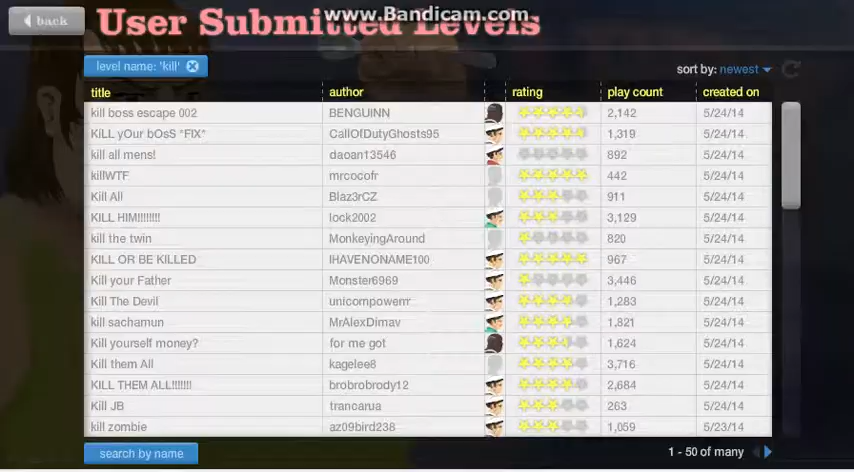 back
User Submitted Levels
www.Bandicam.com
level name: 'kill'
sort by: newest
title author rating play count created on
kill boss escape 002 BENGUINN 2,142 5/24/14
KiLL yOur bOsS *FIX* CallOfDutyGhosts95 1,319 5/24/14
kill all mens! daoan13546 892 5/24/14
killWTF mrcocofr 442 5/24/14
Kill All Blaz3rCZ 911 5/24/14
KILL HIM!!!!!!!! lock2002 3,129 5/24/14
kill the twin MonkeyingAround 820 5/24/14
KILL OR BE KILLED IHAVENONAME100 967 5/24/14
Kill your Father Monster6969 3,446 5/24/14
Kill The Devil 1,283 5/24/14
kill sachamun MrAlexDimav 1,821 5/24/14
Kill yourself money? for me got 1,624 5/24/14
Kill them All kagelee8 3,716 5/24/14
KILL THEM ALL!!!!!!! brobrobrody12 2,684 5/24/14
Kill JB trancarua 263 5/24/14
kill zombie az09bird238 1,059 5/23/14
search by name
1 - 50 of many